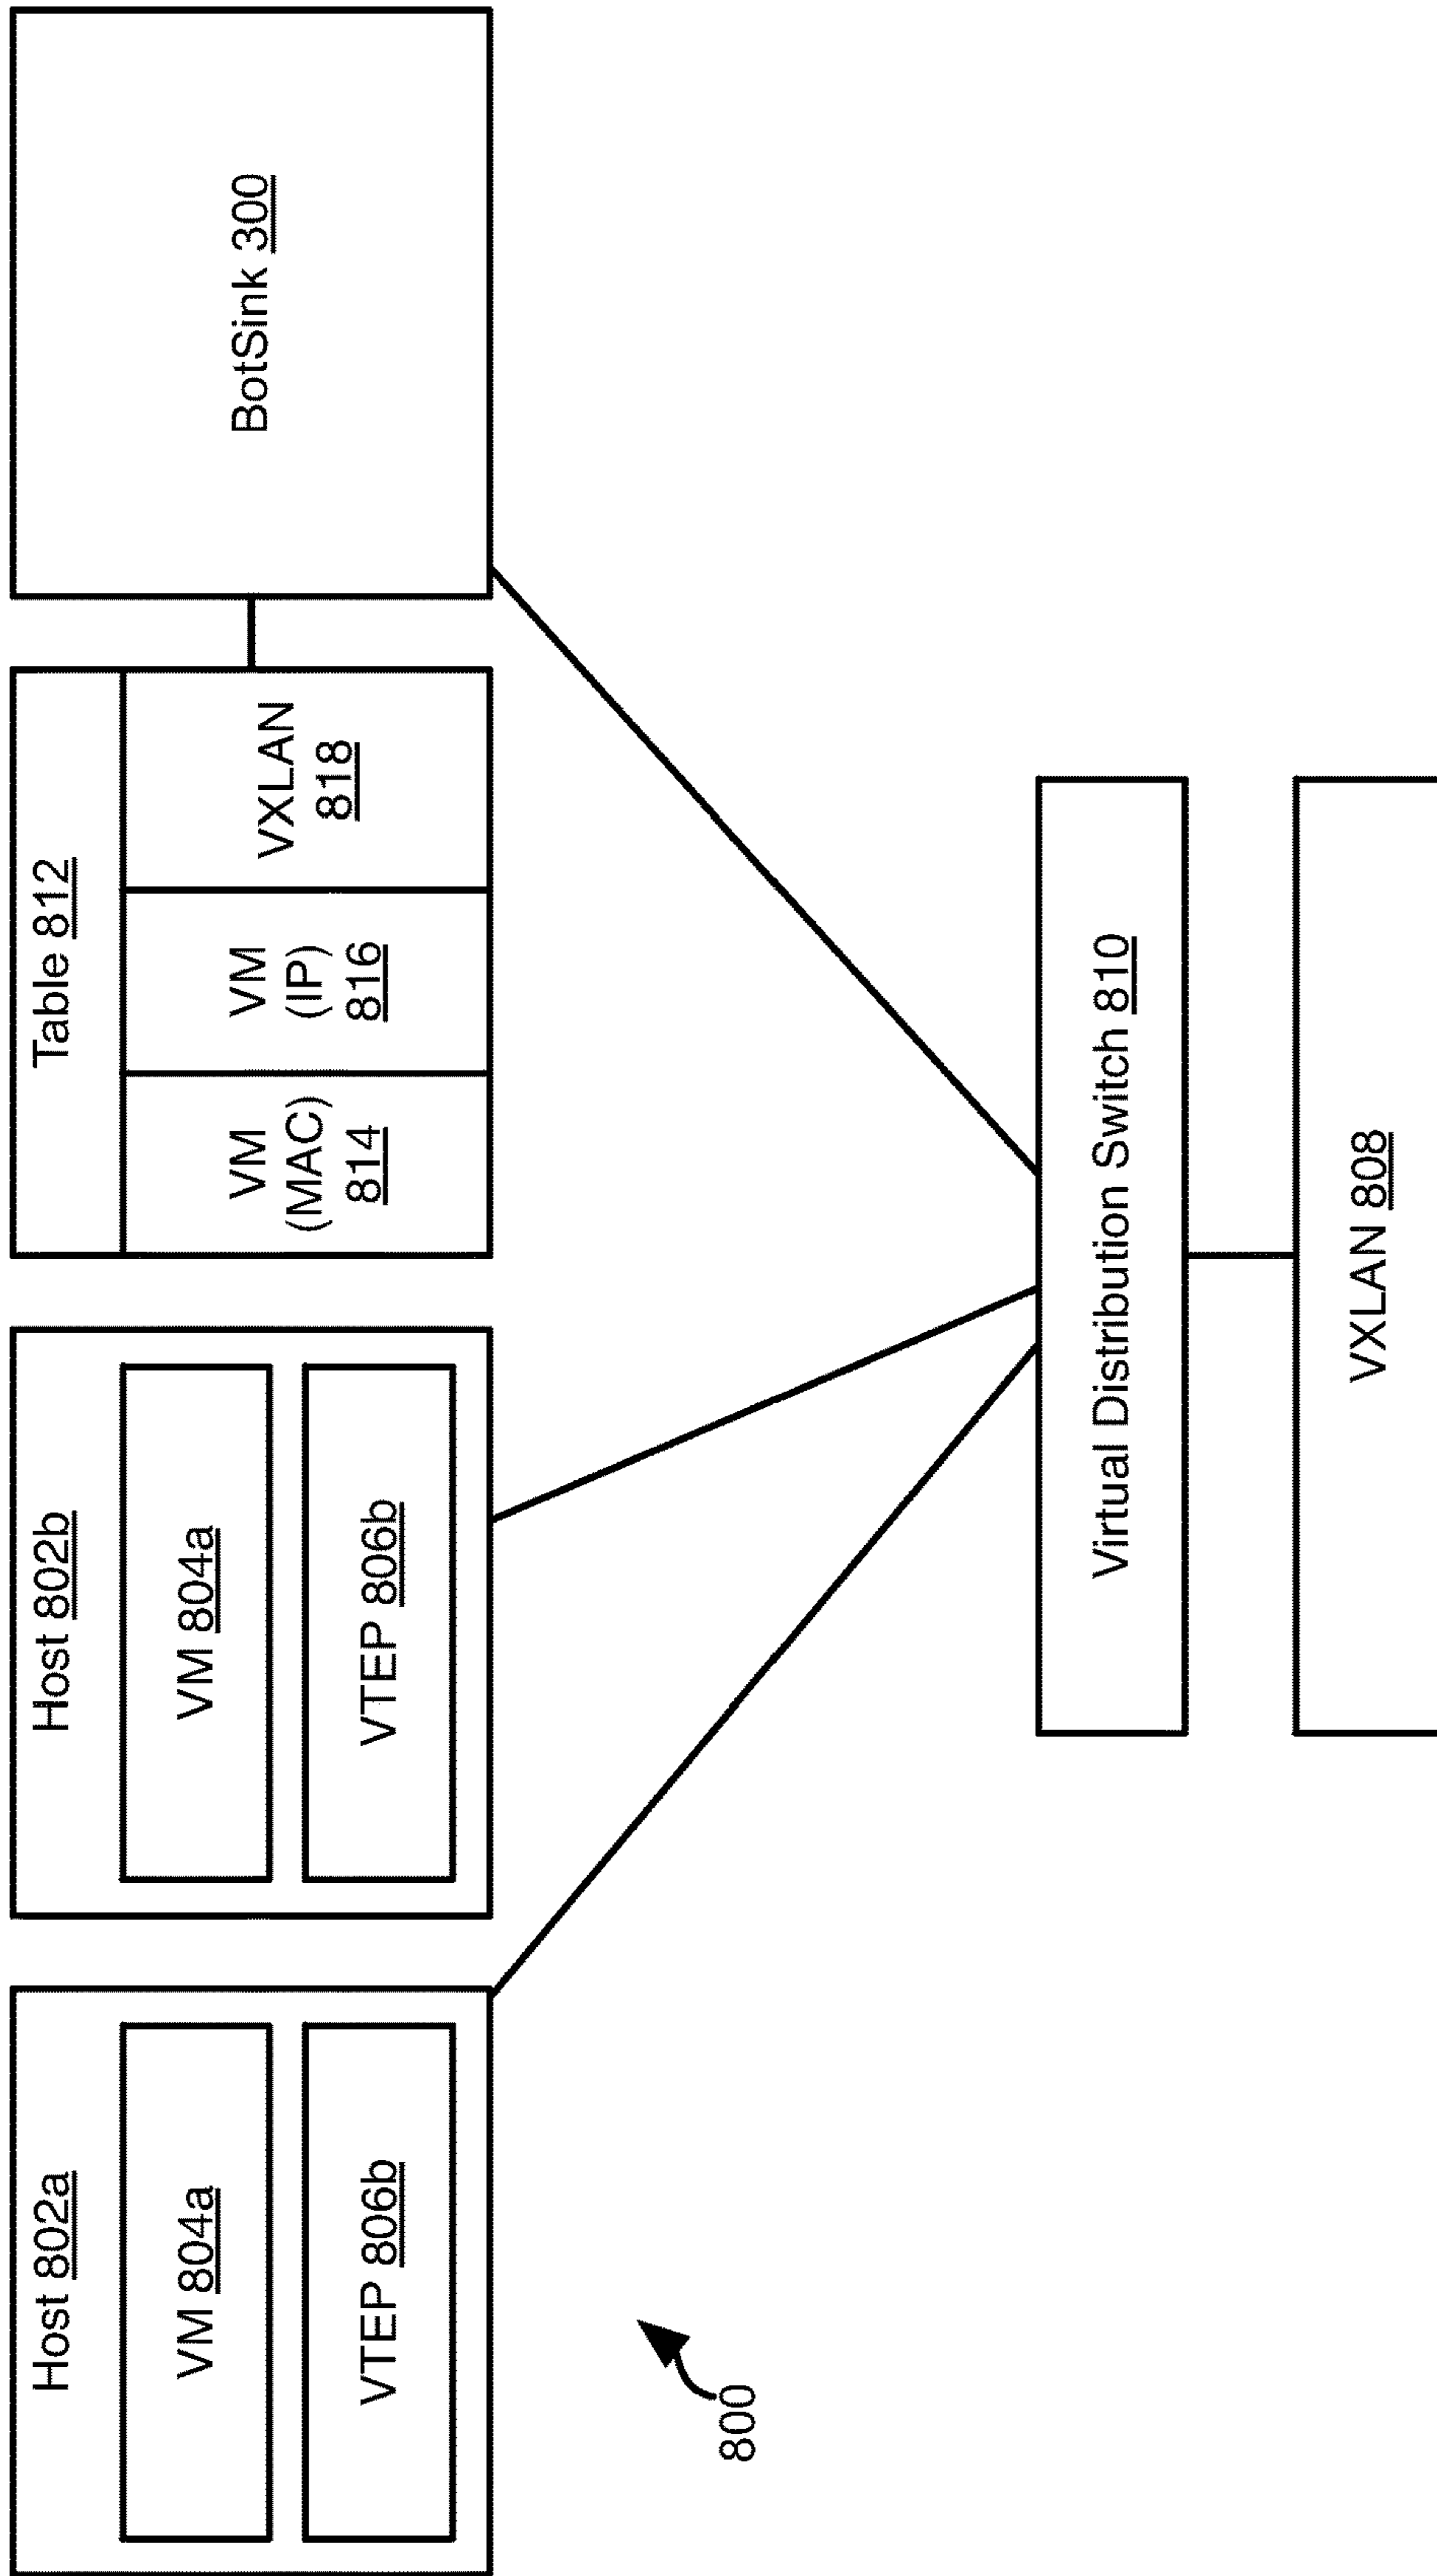 Host 802a
VM 804a
VTEP 806b
Host 802b
VM 804a
VTEP 806b
Table 812
VM
(MAC)
814
VM
(IP)
816
VXLAN
818
BotSink 300
800
Virtual Distribution Switch 810
VXLAN 808